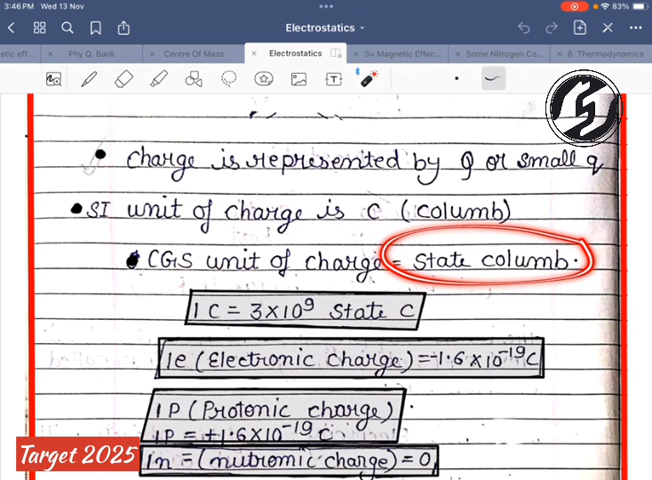 3:46 PM Wed 13 Nov
83%
Electrostatics
etic eff...
Phy Q. Bank
Centre Of Mass
Electrostatics
3= Magnetic Effec...
Some Nitrogen Co...
6. Thermodynamics.
Charge is represented by Q or small q
SI unit of charge is C (Columb)
CGS unit of charge = State columb.
1 C = 3×10⁹ State C
1e (Electronic charge) = -1.6 × 10⁻¹⁹C
1P (Protonic charge)
1P = +1.6×10⁻¹⁹ C
1n = (nutromic charge) = 0
Target 2025